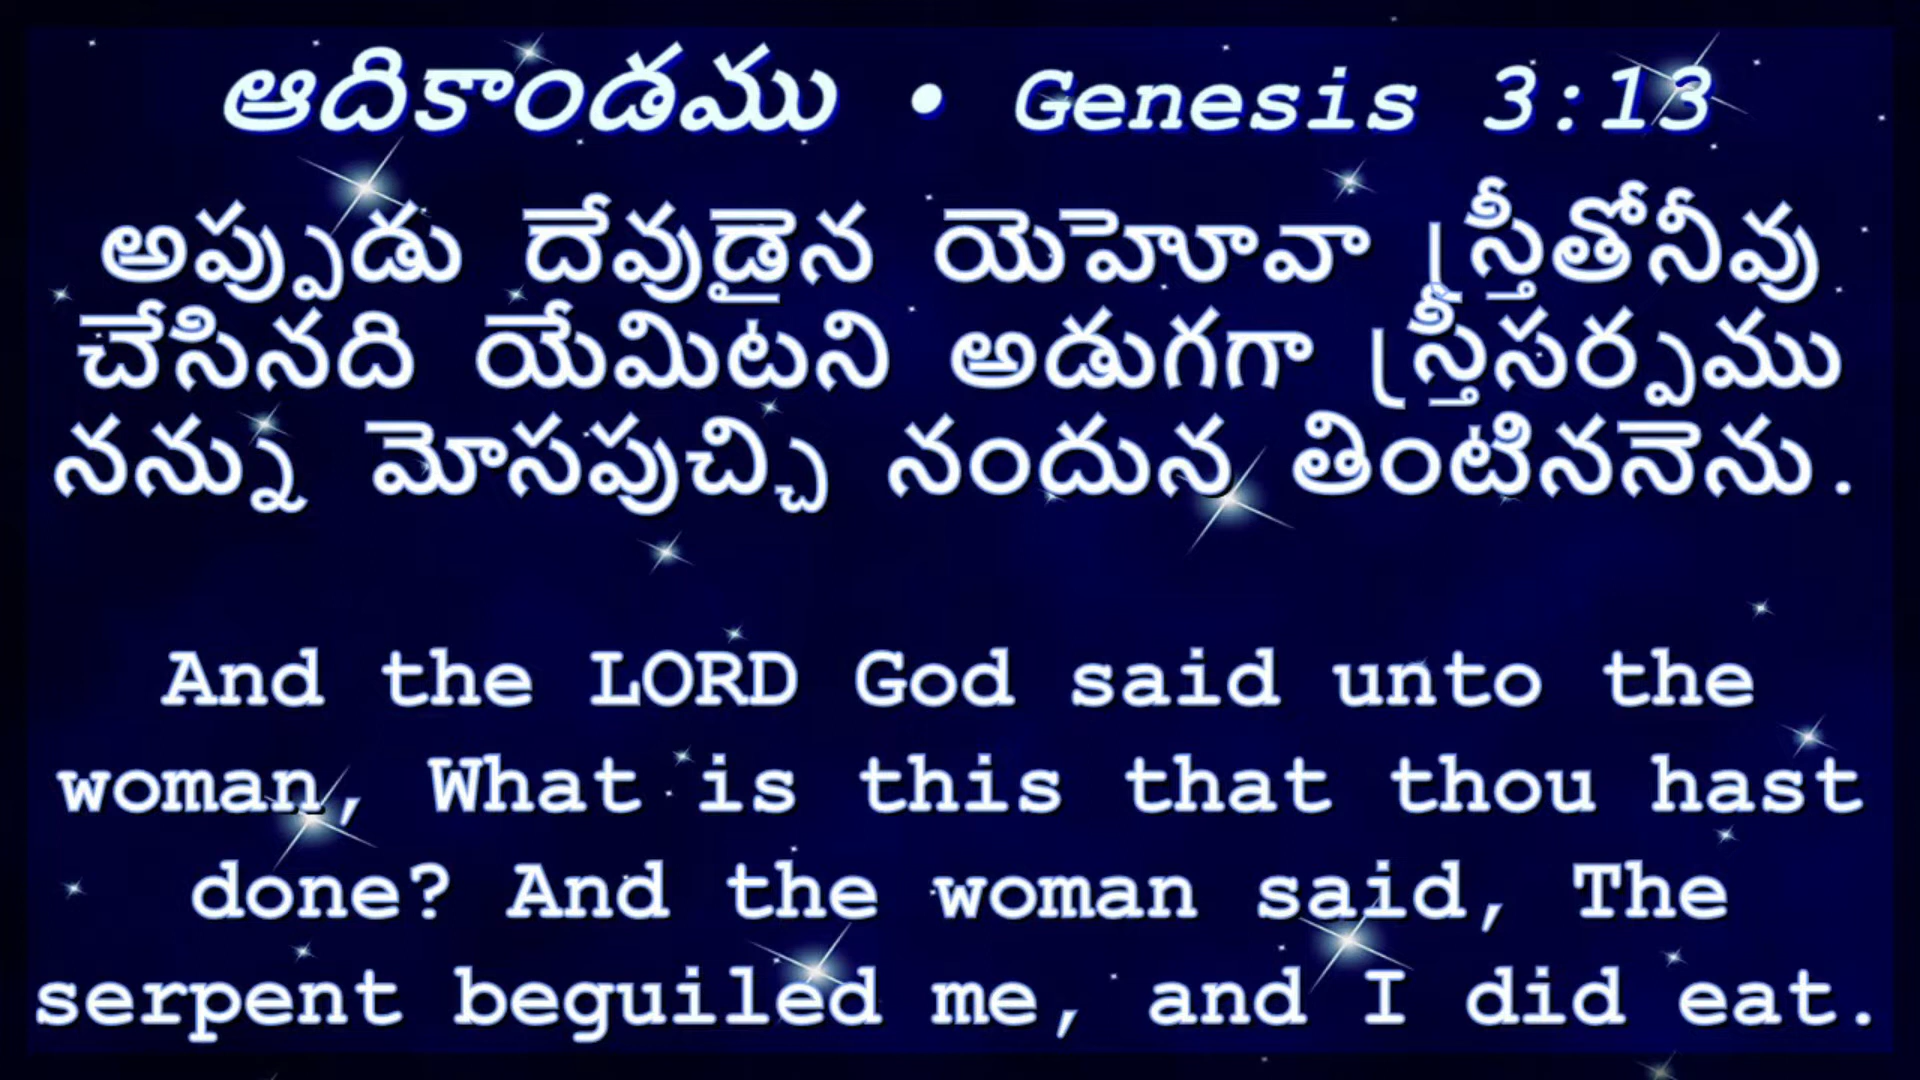 ఆదికాండము • Genesis 3:13
అప్పుడు దేవుడైన యెహెూవా స్త్రీతోనీవు
చేసినది యేమిటని అడుగగా స్త్రీసర్పము
నన్ను మోసపుచ్చి నందున తింటిననెను.
And the LORD God said unto the
woman, What is this that thou hast
done? And the woman said, The
serpent beguiled me, and I did eat.